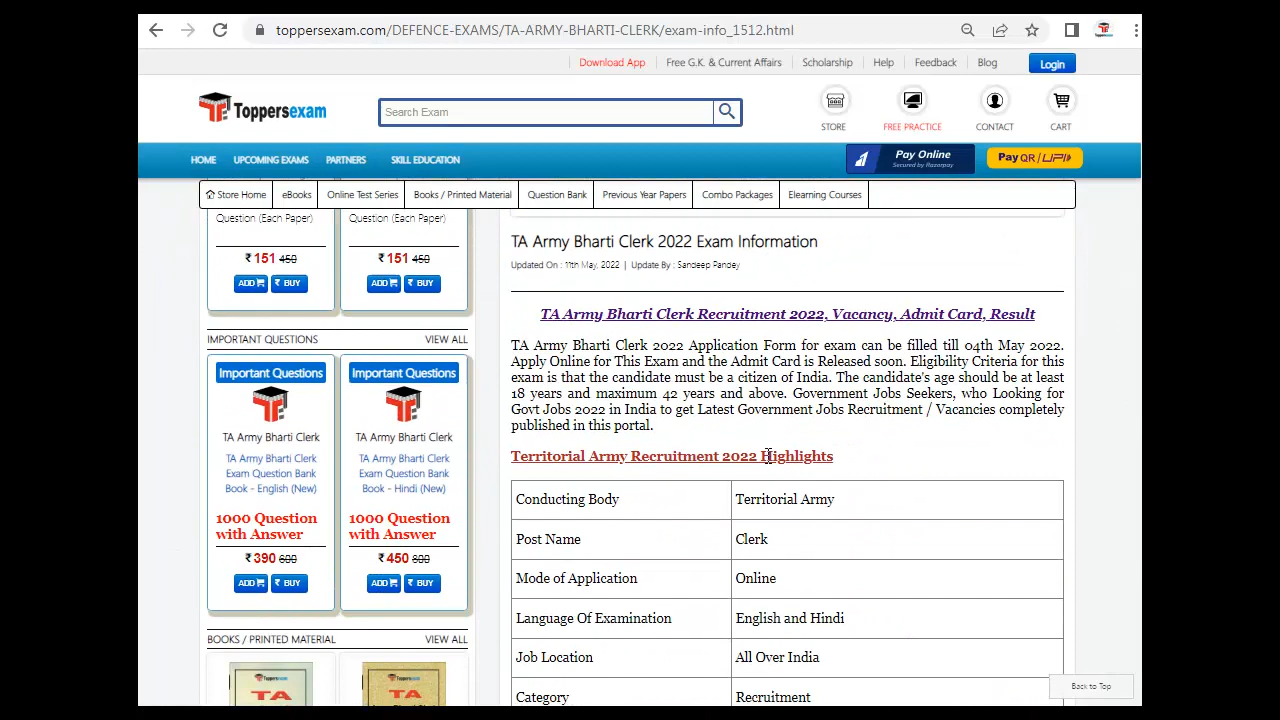 toppersexam.com/DEFENCE-EXAMS/TA-ARMY-BHARTI-CLERK/exam-info_1512.html
Download App Free G.K. & Current Affairs Scholarship Help Feedback Blog Login
Toppersexam
Search Exam
STORE FREE PRACTICE CONTACT CART
HOME UPCOMING EXAMS PARTNERS SKILL EDUCATION
Pay Online
Secured by Razorpay
Pay QR/UPI
Store Home eBooks Online Test Series Books / Printed Material Question Bank Previous Year Papers Combo Packages Elearning Courses
Question (Each Paper) Question (Each Paper)
₹ 151 450 ₹ 151 450
ADD ₹ BUY ADD ₹ BUY
IMPORTANT QUESTIONS VIEW ALL
Important Questions Important Questions
TA Army Bharti Clerk TA Army Bharti Clerk
TA Army Bharti Clerk TA Army Bharti Clerk
Exam Question Bank Exam Question Bank
Book - English (New) Book - Hindi (New)
1000 Question 1000 Question
with Answer with Answer
₹ 390 600 ₹ 450 800
ADD ₹ BUY ADD ₹ BUY
BOOKS / PRINTED MATERIAL VIEW ALL
Toppersexam Toppersexam
TA TA
TA Army Bharti Clerk 2022 Exam Information
Updated On : 11th May, 2022 | Update By : Sandeep Pandey
TA Army Bharti Clerk Recruitment 2022, Vacancy, Admit Card, Result
TA Army Bharti Clerk 2022 Application Form for exam can be filled till 04th May 2022.
Apply Online for This Exam and the Admit Card is Released soon. Eligibility Criteria for this
exam is that the candidate must be a citizen of India. The candidate's age should be at least
18 years and maximum 42 years and above. Government Jobs Seekers, who Looking for
Govt Jobs 2022 in India to get Latest Government Jobs Recruitment / Vacancies completely
published in this portal.
Territorial Army Recruitment 2022 Highlights
Conducting Body Territorial Army
Post Name Clerk
Mode of Application Online
Language Of Examination English and Hindi
Job Location All Over India
Category Recruitment
Back to Top